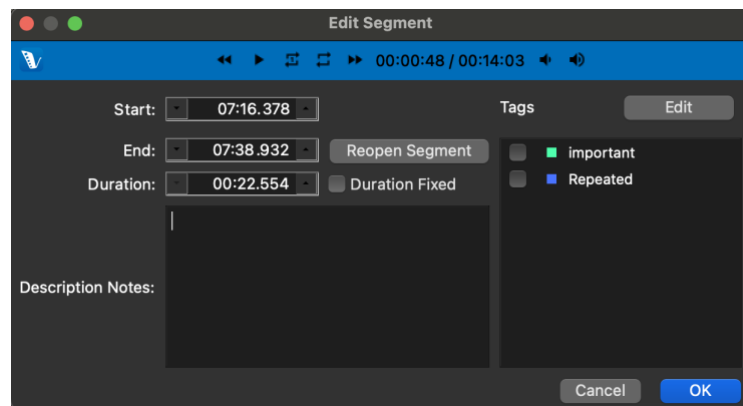 Edit Segment
00:00:48 / 00:14:03
Start: 07:16.378
Tags Edit
End: 07:38.932 Reopen Segment
important
Duration: 00:22.554 Duration Fixed
Repeated
Description Notes:
Cancel OK